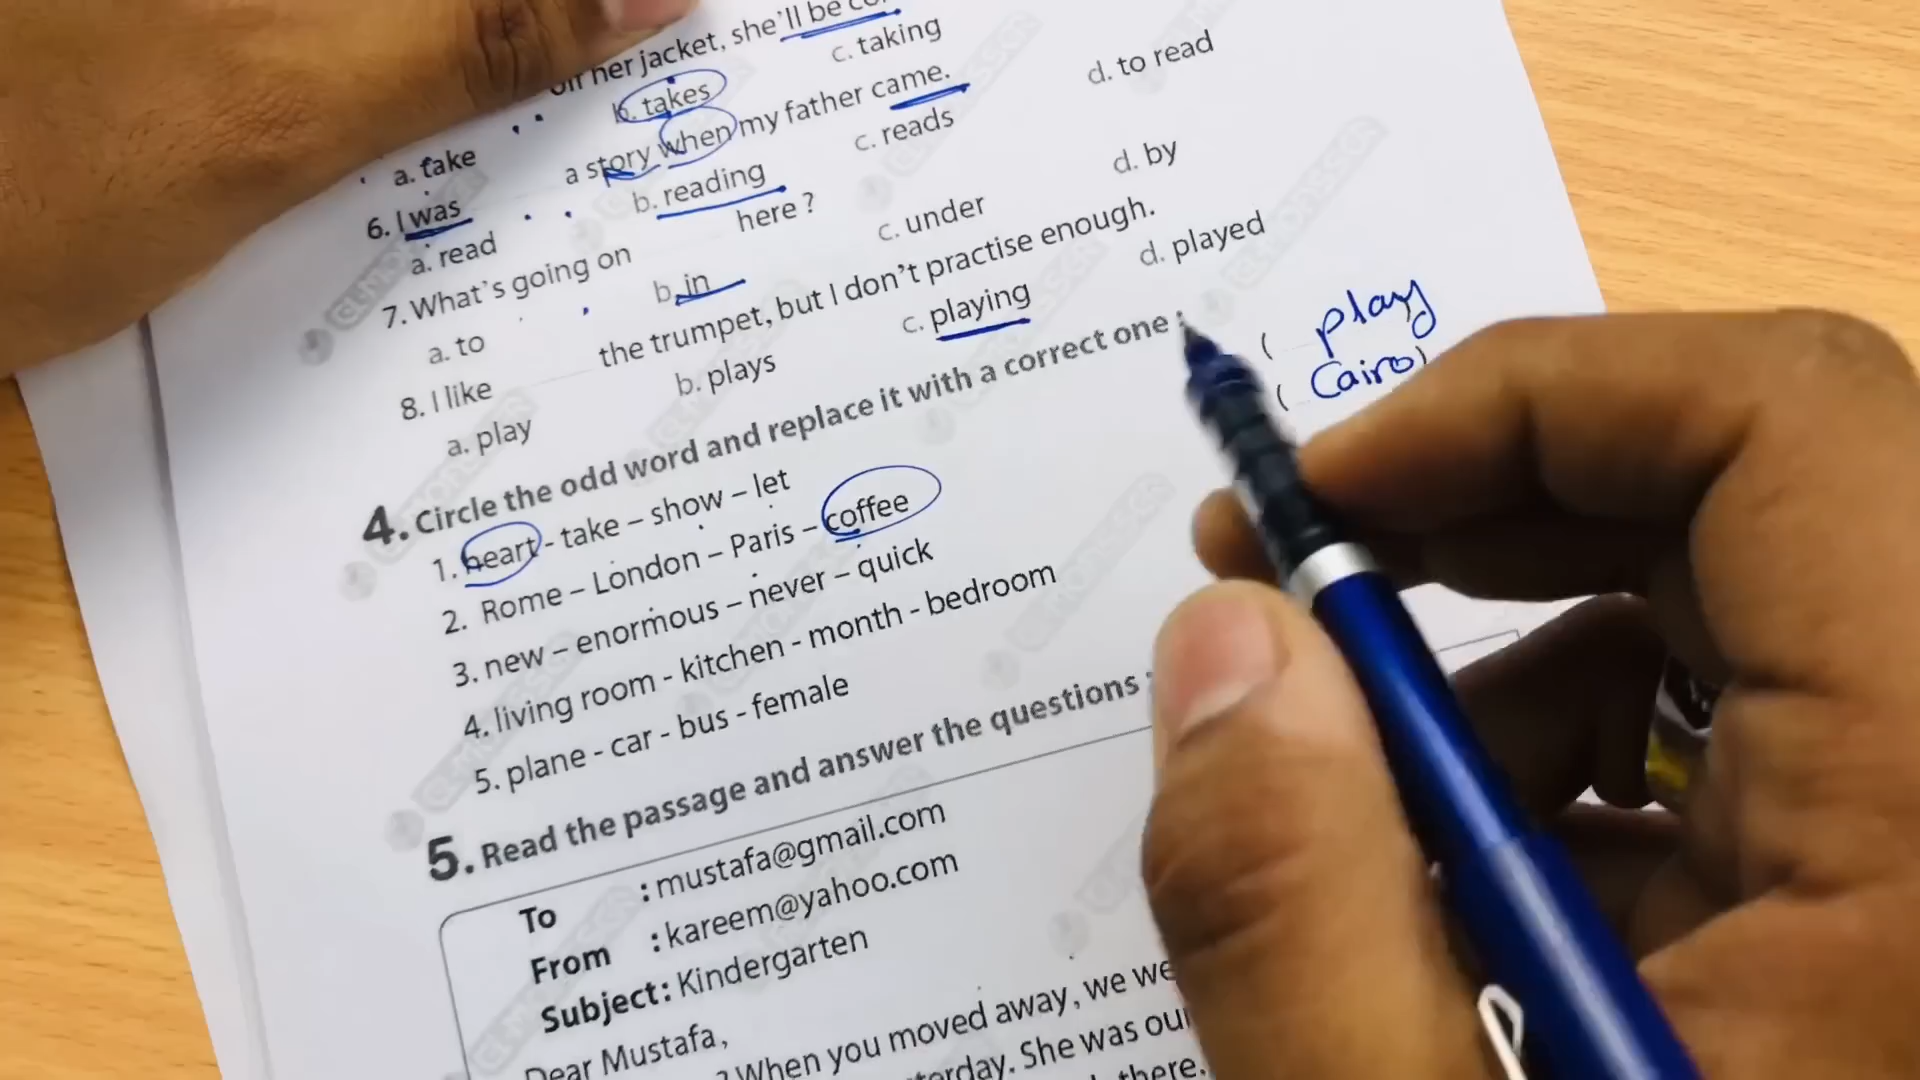 her jacket, she'll be
b. takes c. taking
a. take
6. I was a story when my father came.
a. read b. reading c. reads d. to read
7. What's going on here ?
a. to b. in c. under d. by
8. I like the trumpet, but I don't practise enough.
a. play b. plays c. playing d. played
4. Circle the odd word and replace it with a correct one :
1. heart - take – show – let ( play
2. Rome – London – Paris – coffee ( Cairo)
3. new – enormous – never – quick
4. living room - kitchen - month - bedroom
5. plane - car - bus - female
5. Read the passage and answer the questions :
To : mustafa@gmail.com
From : kareem@yahoo.com
Subject: Kindergarten
Dear Mustafa,
? When you moved away, we we
She was our
there.